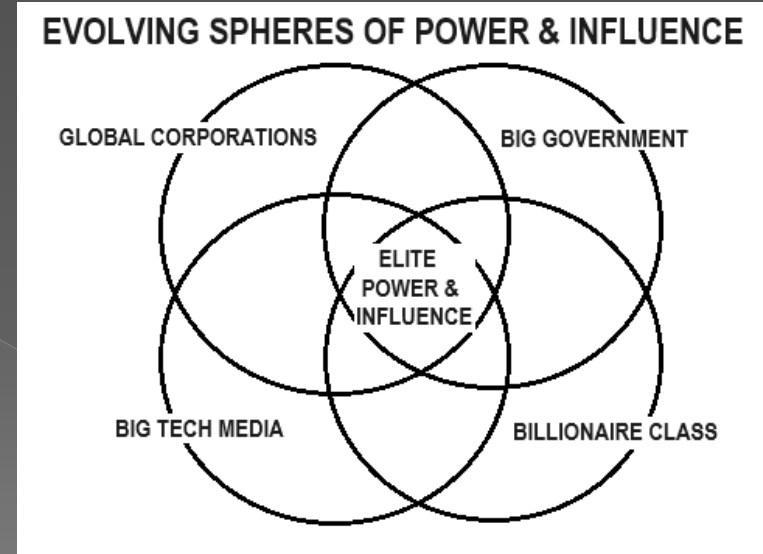 EVOLVING SPHERES OF POWER & INFLUENCE
GLOBAL CORPORATIONS
BIG GOVERNMENT
ELITE
POWER &
INFLUENCE
BIG TECH MEDIA
BILLIONAIRE CLASS